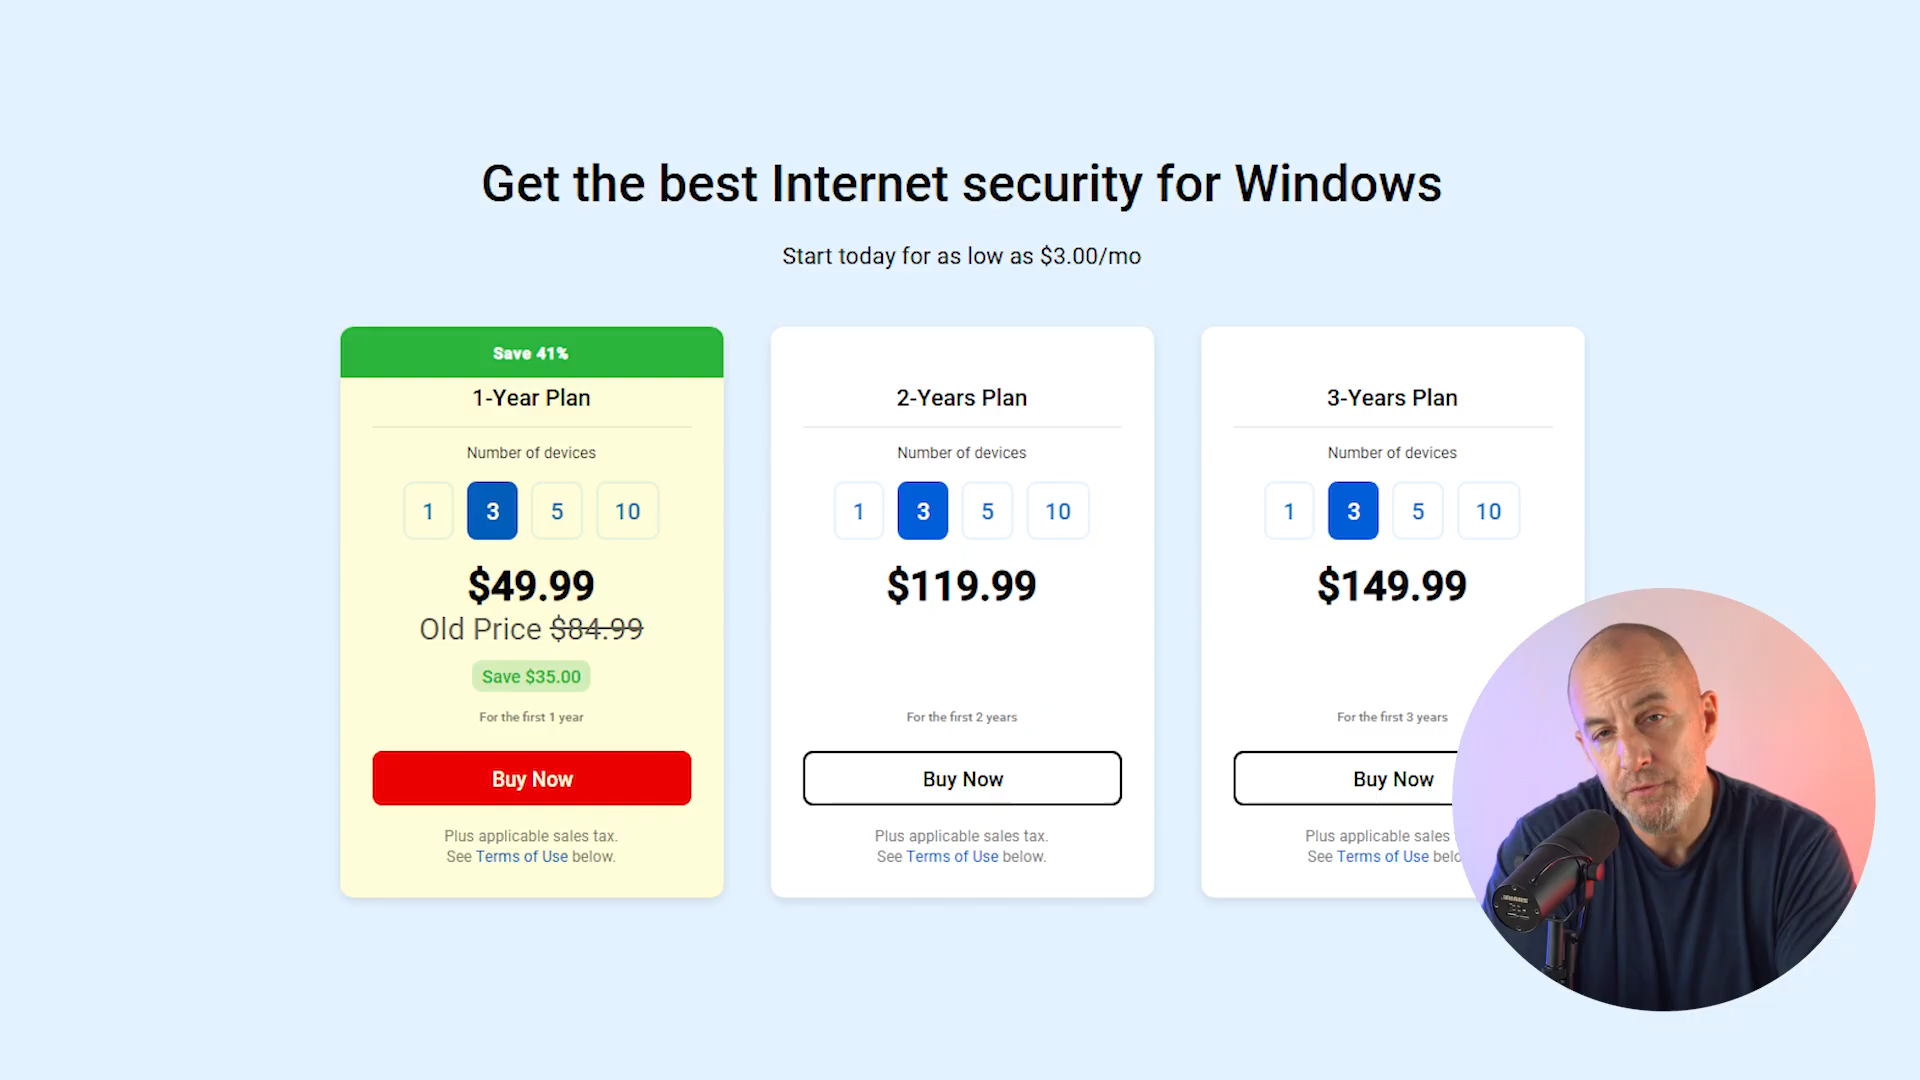 Get the best Internet security for Windows
Start today for as low as $3.00/mo
Save 41%
1-Year Plan
Number of devices
1 3 5 10
$49.99
Old Price $84.99
Save $35.00
For the first 1 year
Buy Now
Plus applicable sales tax.
See Terms of Use below.
2-Years Plan
Number of devices
1 3 5 10
$119.99
For the first 2 years
Buy Now
Plus applicable sales tax.
See Terms of Use below.
3-Years Plan
Number of devices
1 3 5 10
$149.99
For the first 3 years
Buy Now
Plus applicable sales
See Terms of Use belo